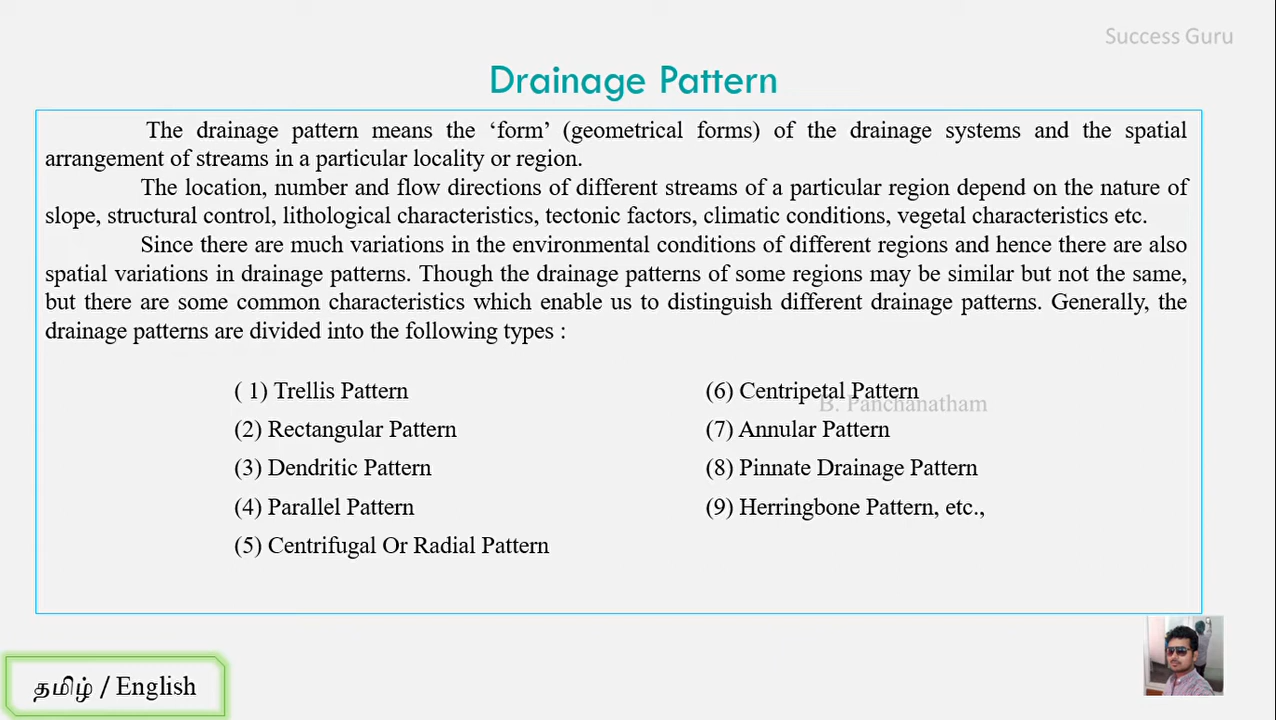 Success Guru
Drainage Pattern
The drainage pattern means the ‘form’ (geometrical forms) of the drainage systems and the spatial
arrangement of streams in a particular locality or region.
The location, number and flow directions of different streams of a particular region depend on the nature of
slope, structural control, lithological characteristics, tectonic factors, climatic conditions, vegetal characteristics etc.
Since there are much variations in the environmental conditions of different regions and hence there are also
spatial variations in drainage patterns. Though the drainage patterns of some regions may be similar but not the same,
but there are some common characteristics which enable us to distinguish different drainage patterns. Generally, the
drainage patterns are divided into the following types :
( 1) Trellis Pattern
(2) Rectangular Pattern
(3) Dendritic Pattern
(4) Parallel Pattern
(5) Centrifugal Or Radial Pattern
(6) Centripetal Pattern
B. Panchanatham
(7) Annular Pattern
(8) Pinnate Drainage Pattern
(9) Herringbone Pattern, etc.,
தமிழ் / English